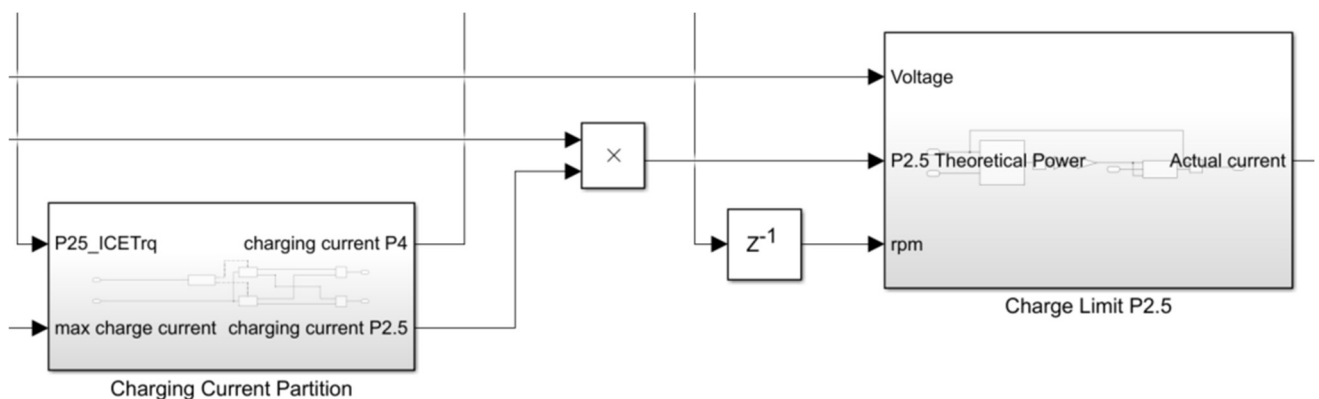 Voltage
×
P2.5 Theoretical Power
Actual current
P25_ICETrq
charging current P4
Z-1
rpm
Charge Limit P2.5
max charge current
charging current P2.5
Charging Current Partition